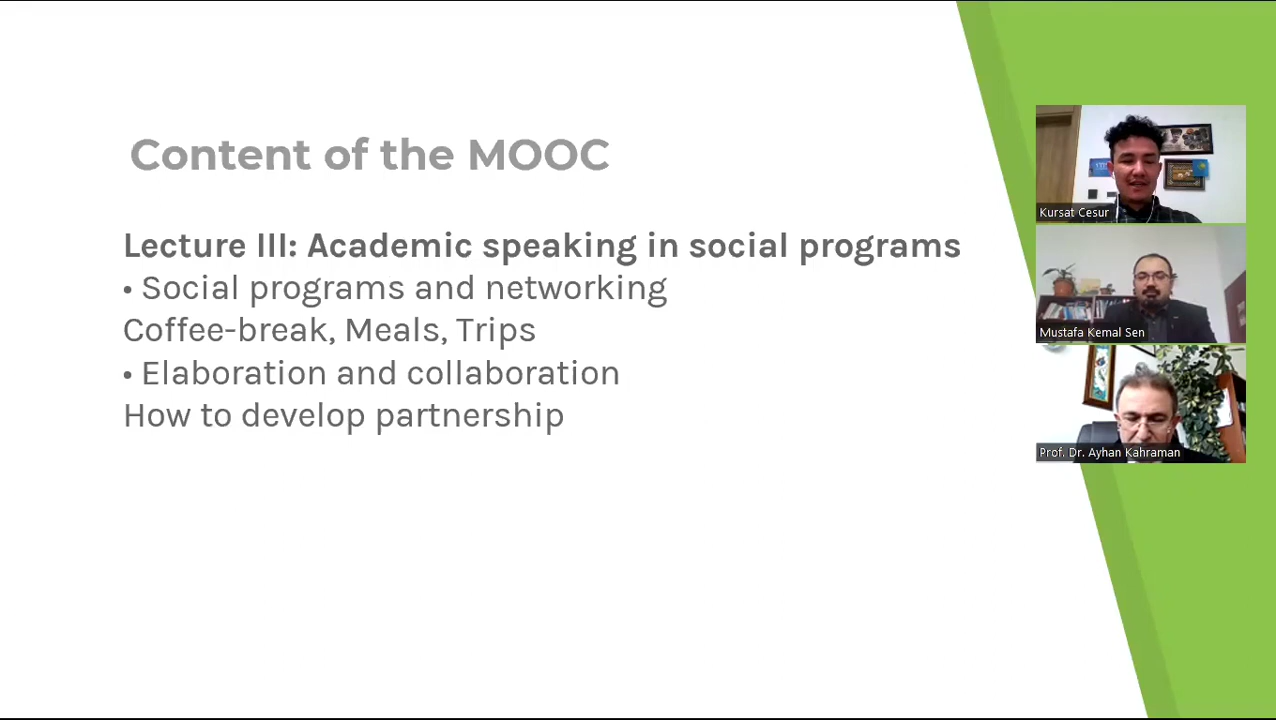 Content of the MOOC
Lecture III: Academic speaking in social programs
• Social programs and networking
Coffee-break, Meals, Trips
• Elaboration and collaboration
How to develop partnership
Kursat Cesur
Mustafa Kemal Sen
Prof. Dr. Ayhan Kahraman